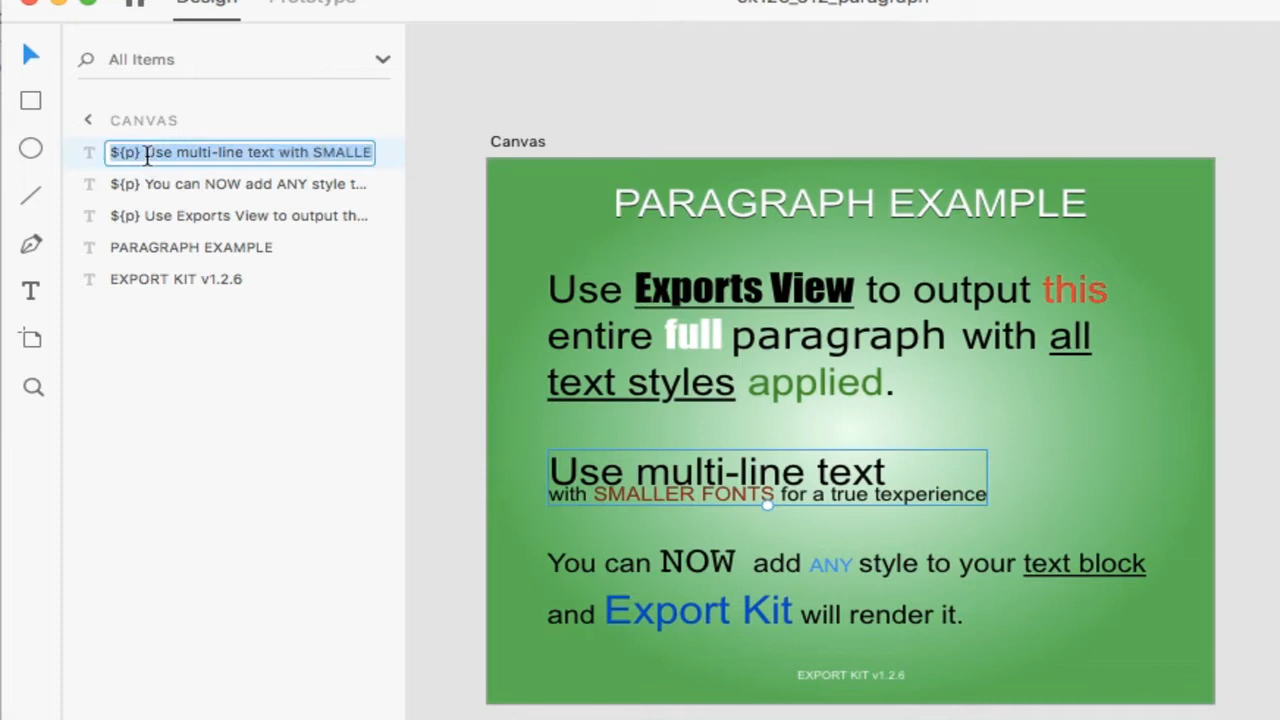 Design
Prototype
ek126_s12_paragraph
All Items
CANVAS
${p} Use multi-line text with SMALLE
${p} You can NOW add ANY style t...
${p} Use Exports View to output th...
PARAGRAPH EXAMPLE
EXPORT KIT v1.2.6
Canvas
PARAGRAPH EXAMPLE
Use Exports View to output this
entire full paragraph with all
text styles applied.
Use multi-line text
with SMALLER FONTS for a true texperience
You can NOW add ANY style to your text block
and Export Kit will render it.
EXPORT KIT v1.2.6